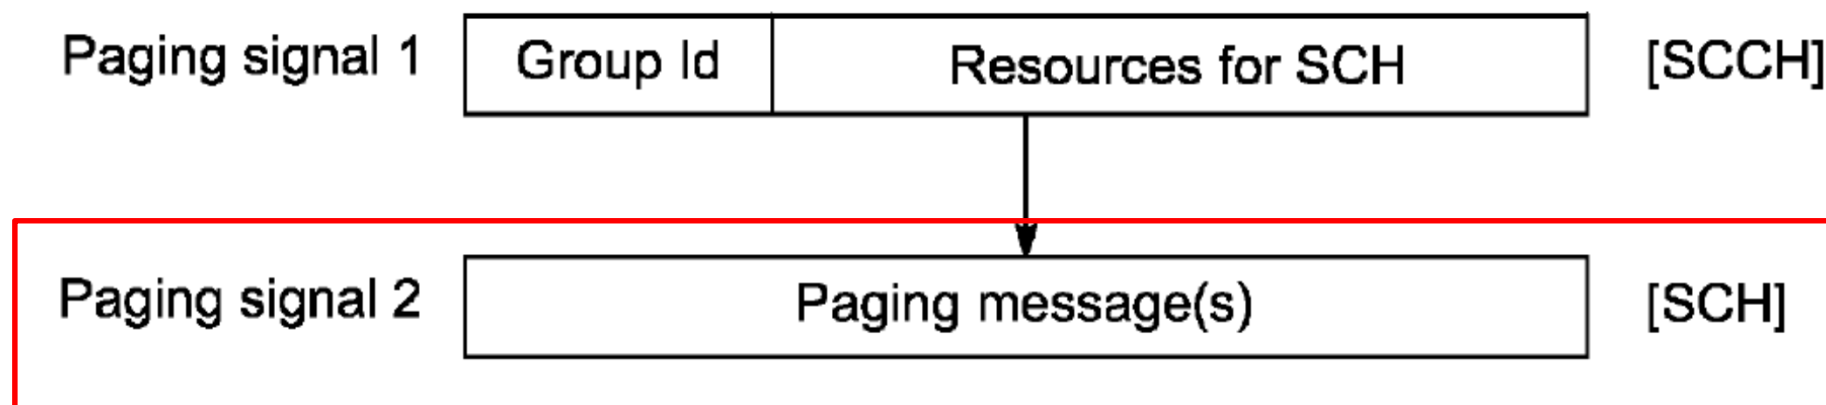 Paging signal 1 Group Id Resources for SCH [SCCH]
Paging signal 2 Paging message(s) [SCH]